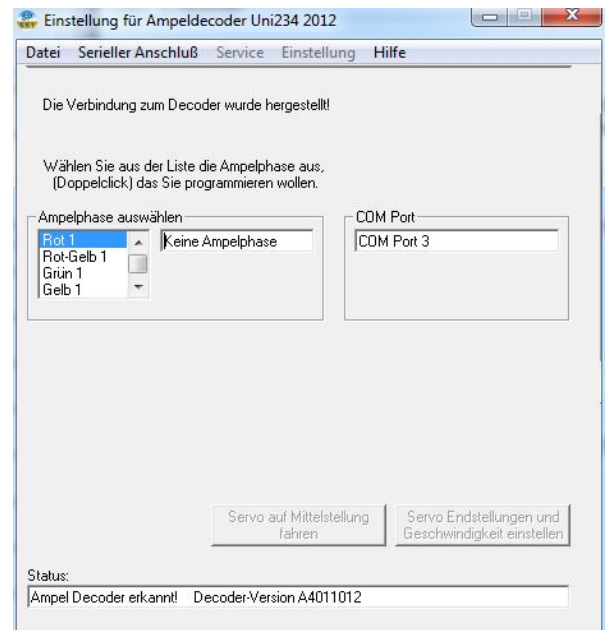 Einstellung für Ampeldecoder Uni234 2012
Datei Serieller Anschluß Service Einstellung Hilfe
Die Verbindung zum Decoder wurde hergestellt!
Wählen Sie aus der Liste die Ampelphase aus,
(Doppelclick) das Sie programmieren wollen.
Ampelphase auswählen
Rot 1
Rot-Gelb 1
Grün 1
Gelb 1
Keine Ampelphase
COM Port
COM Port 3
Servo auf Mittelstellung
fahren
Servo Endstellungen und
Geschwindigkeit einstellen
Status:
Ampel Decoder erkannt! Decoder-Version A4011012